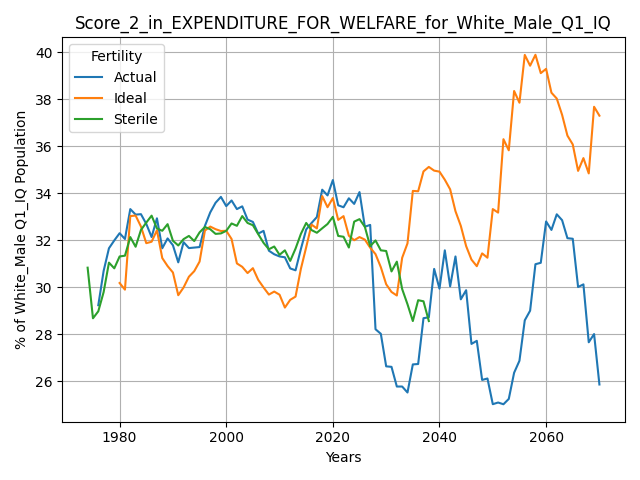 Score_2_in_EXPENDITURE_FOR_WELFARE_for_White_Male_Q1_IQ
% of White_Male Q1_IQ Population
40
38
36
34
32
30
28
26
Fertility
Actual
Ideal
Sterile
1980
2000
2020
2040
2060
Years